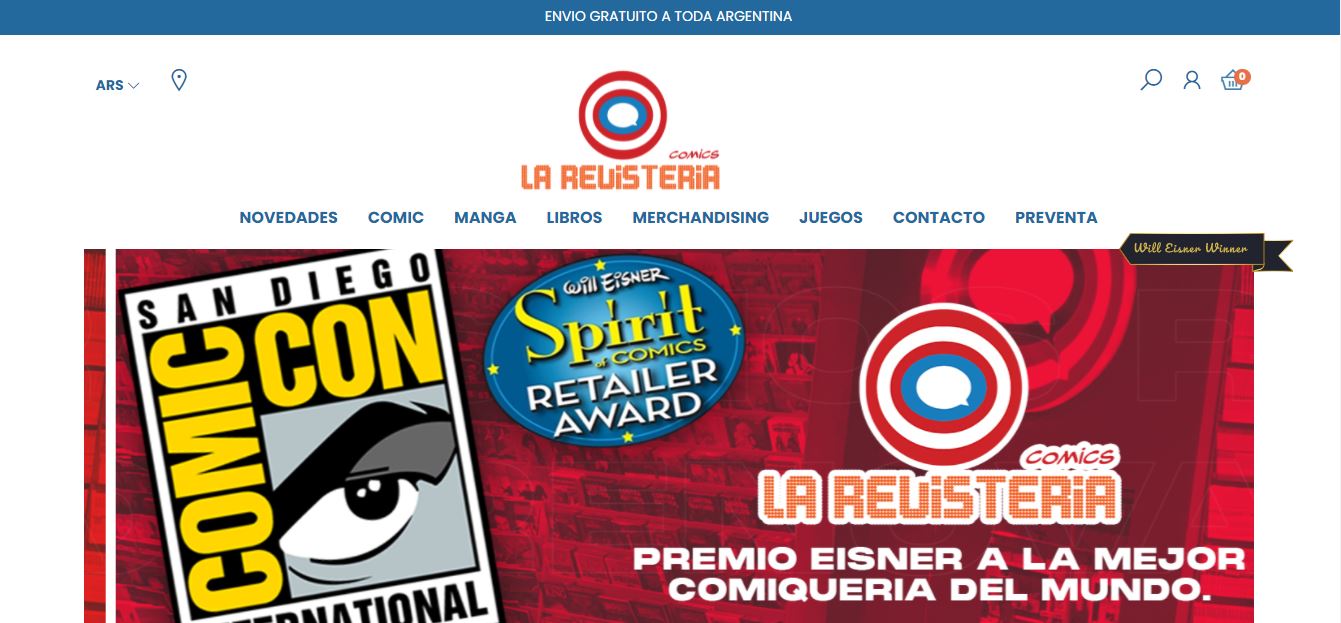 ENVIO GRATUITO A TODA ARGENTINA
ARS
0
COMICS
LA REVISTERIA
NOVEDADES COMIC MANGA LIBROS MERCHANDISING JUEGOS CONTACTO PREVENTA
Will Eisner Winner
SAN DIEGO
COMIC CON
INTERNATIONAL
Will EISNER
Spirit
of COMICS
RETAILER
AWARD
COMICS
LA REVISTERIA
PREMIO EISNER A LA MEJOR
COMIQUERIA DEL MUNDO.